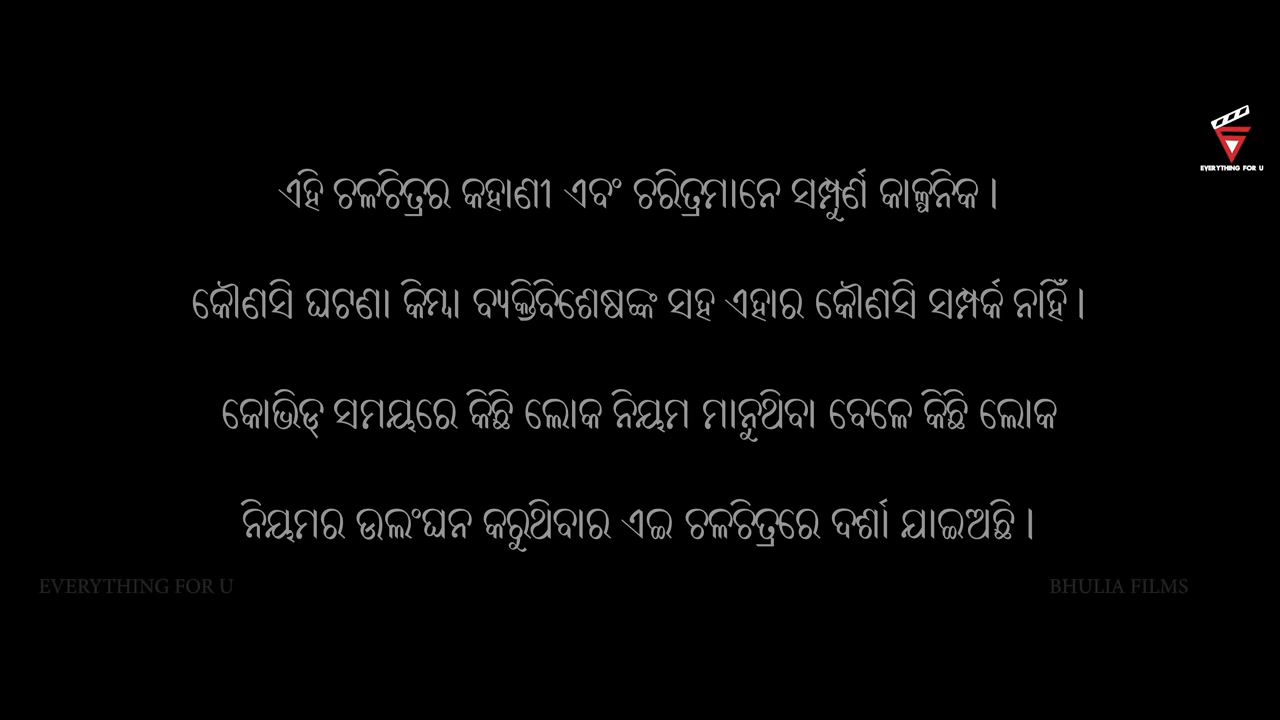 EVERYTHING FOR U
ଏହି ଚଳଚିତ୍ରର କହାଣୀ ଏବଂ ଚରିତ୍ରମାନେ ସମ୍ପୁର୍ଣ କାଳ୍ପନିକ ।
କୌଣସି ଘଟଣା କିମ୍ବା ବ୍ୟକ୍ତିବିଶେଷଙ୍କ ସହ ଏହାର କୌଣସି ସମ୍ପର୍କ ନାହିଁ ।
କୋଭିଡ୍ ସମୟରେ କିଛି ଲୋକ ନିୟମ ମାନୁଥିବା ବେଳେ କିଛି ଲୋକ
ନିୟମର ଉଲଂଘନ କରୁଥିବାର ଏଇ ଚଳଚିତ୍ରରେ ଦର୍ଶା ଯାଇଅଛି ।
EVERYTHING FOR U
BHULIA FILMS